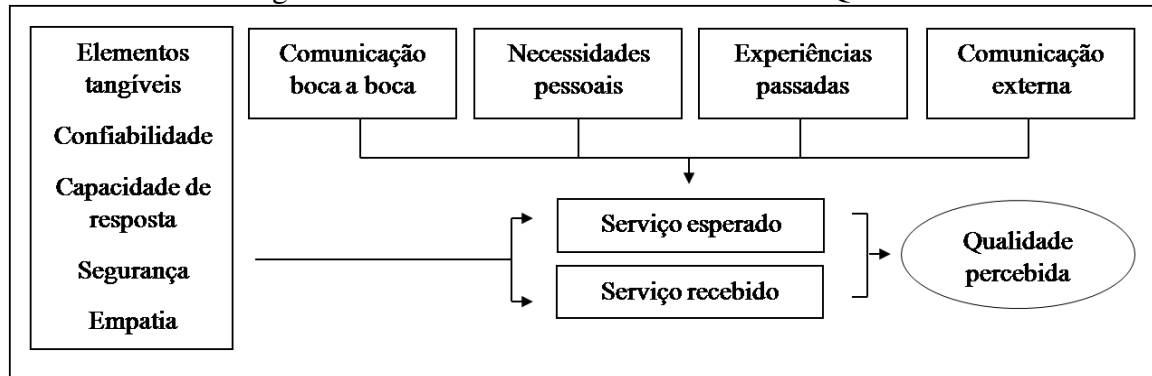 Elementos
tangíveis
Confiabilidade
Capacidade de
resposta
Segurança
Empatia
Comunicação
boca a boca
Necessidades
pessoais
Experiências
passadas
Comunicação
externa
Serviço esperado
Serviço recebido
Qualidade
percebida